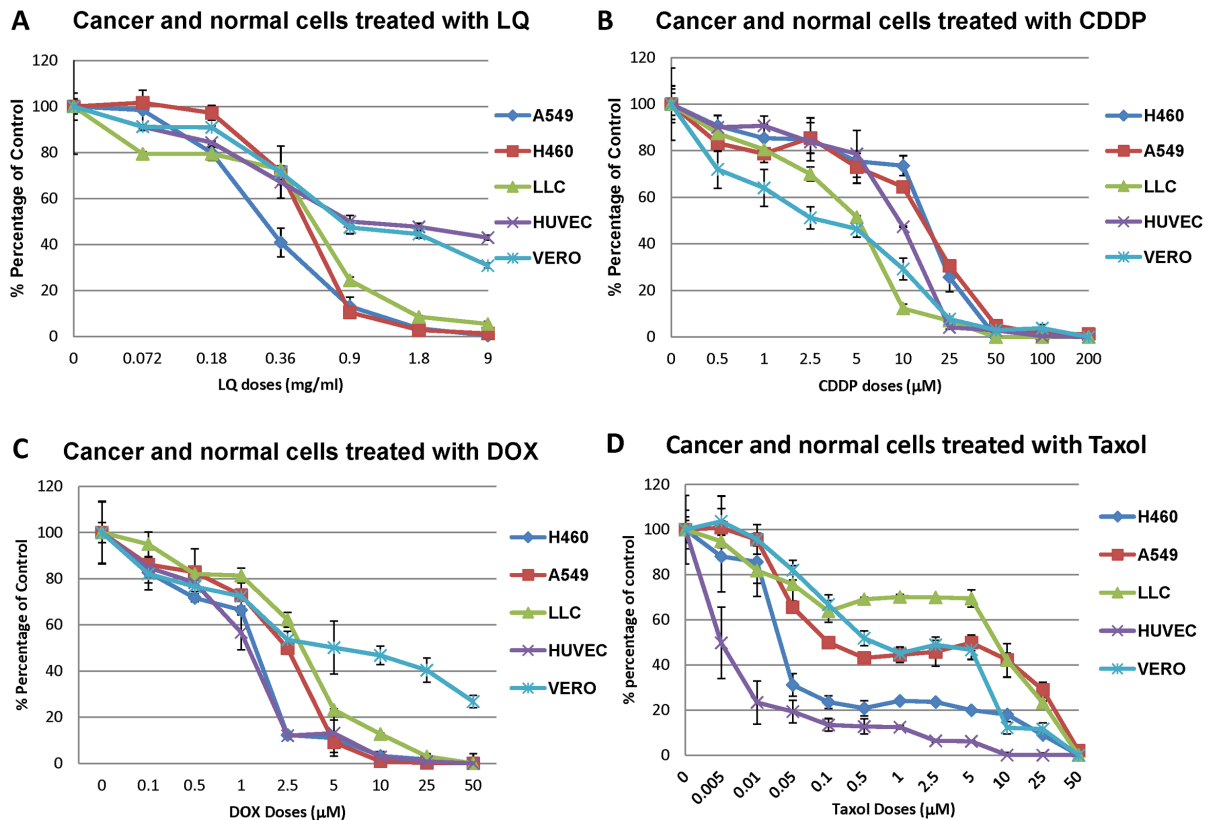 A Cancer and normal cells treated with LQ
% Percentage of Control
120
100
80
60
40
20
0
0 0.072 0.18 0.36 0.9 1.8 9
LQ doses (mg/ml)
A549
H460
LLC
HUVEC
VERO
B Cancer and normal cells treated with CDDP
% Percentage of Control
120
100
80
60
40
20
0
0 0.5 1 2.5 5 10 25 50 100 200
CDDP doses (µM)
H460
A549
LLC
HUVEC
VERO
C Cancer and normal cells treated with DOX
% Percentage of Control
120
100
80
60
40
20
0
0 0.1 0.5 1 2.5 5 10 25 50
DOX Doses (µM)
H460
A549
LLC
HUVEC
VERO
D Cancer and normal cells treated with Taxol
% percentage of control
120
100
80
60
40
20
0
0 0.005 0.01 0.05 0.1 0.5 1 2.5 5 10 25 50
Taxol Doses (µM)
H460
A549
LLC
HUVEC
VERO